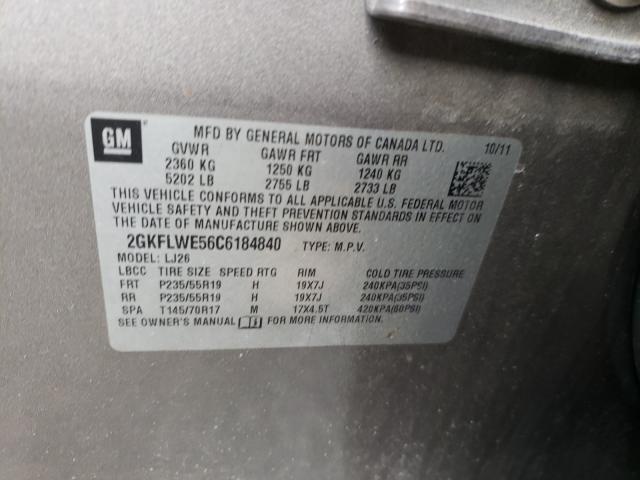 GM
MFD BY GENERAL MOTORS OF CANADA LTD. 10/11
GVWR GAWR FRT GAWR RR
2360 KG 1250 KG 1240 KG
5202 LB 2755 LB 2733 LB
THIS VEHICLE CONFORMS TO ALL APPLICABLE U.S. FEDERAL MOTOR
VEHICLE SAFETY AND THEFT PREVENTION STANDARDS IN EFFECT
ON THE DATE OF MANUFACTURE SHOWN ABOVE.
2GKFLWE56C6184840 TYPE: M.P.V.
MODEL: LJ26
LBCC TIRE SIZE SPEED RTG RIM COLD TIRE PRESSURE
FRT P235/55R19 H 19X7J 240KPA(35PSI)
RR P235/55R19 H 19X7J 240KPA(35PSI)
SPA T145/70R17 M 17X4.5T 420KPA(60PSI)
SEE OWNER'S MANUAL FOR MORE INFORMATION.